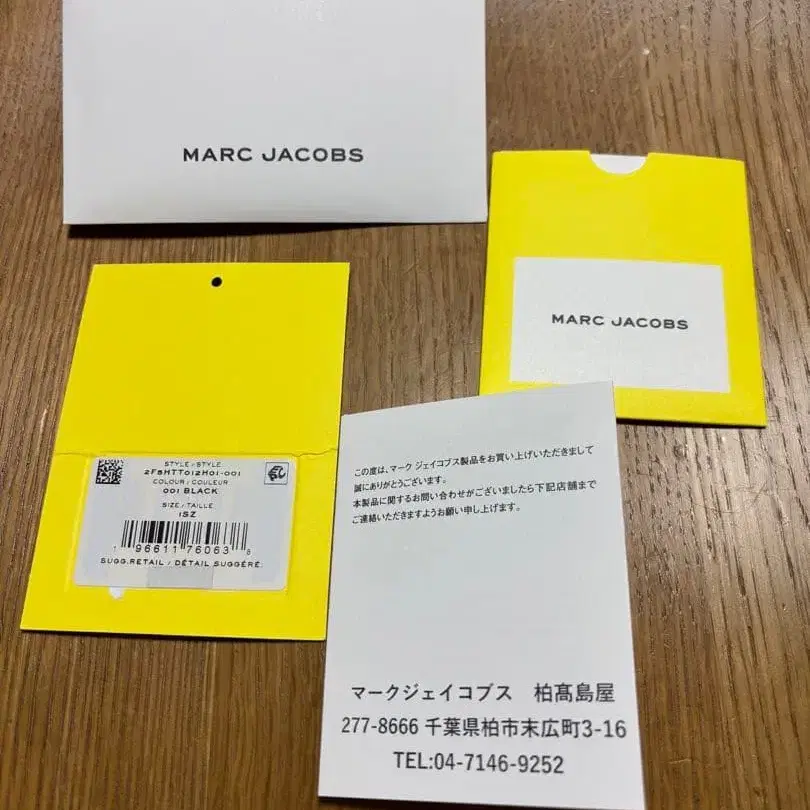 MARC JACOBS
MARC JACOBS
STYLE / STYLE
2F5HTT012H01-001
COLOUR / COULEUR
001 BLACK
SIZE / TAILLE
1SZ
1 96611 76063 8
SUGG.RETAIL / DÉTAIL SUGGÉRÉ:
この度は、マーク ジェイコブス製品をお買い上げいただきまして
誠にありがとうございます。
本製品に関するお問い合わせがございましたら下記店舗まで
ご連絡いただきますようお願い申し上げます。
マークジェイコブス 柏髙島屋
277-8666 千葉県柏市末広町3-16
TEL:04-7146-9252